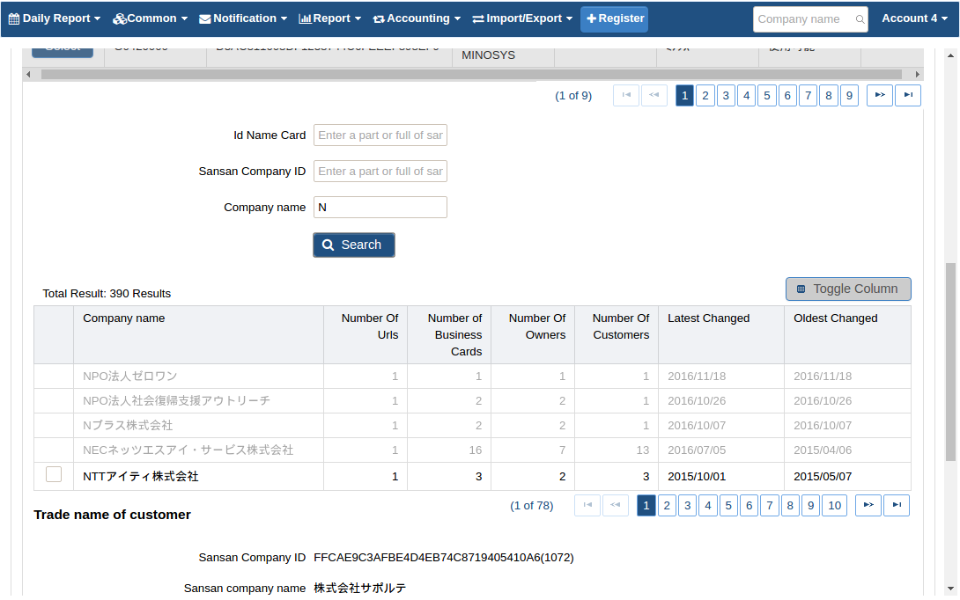 Daily Report Common Notification Report Accounting Import/Export Register Company name Account 4
MINOSYS
(1 of 9) 1 2 3 4 5 6 7 8 9
Id Name Card Enter a part or full of sar
Sansan Company ID Enter a part or full of sar
Company name N
Search
Total Result: 390 Results
Toggle Column
Company name Number Of Urls Number of Business Cards Number Of Owners Number Of Customers Latest Changed Oldest Changed
NPO法人ゼロワン 1 1 1 1 2016/11/18 2016/11/18
NPO法人社会復帰支援アウトリーチ 1 2 2 1 2016/10/26 2016/10/26
Nプラス株式会社 1 2 2 1 2016/10/07 2016/10/07
NECネッツエスアイ・サービス株式会社 1 16 7 13 2016/07/05 2015/04/06
NTTアイティ株式会社 1 3 2 3 2015/10/01 2015/05/07
(1 of 78) 1 2 3 4 5 6 7 8 9 10
Trade name of customer
Sansan Company ID FFCAE9C3AFBE4D4EB74C8719405410A6(1072)
Sansan company name 株式会社サポルテ